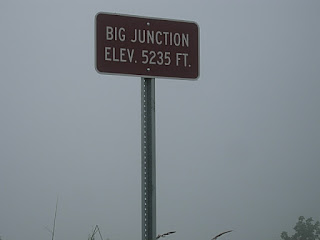 BIG JUNCTION
ELEV. 5235 FT.